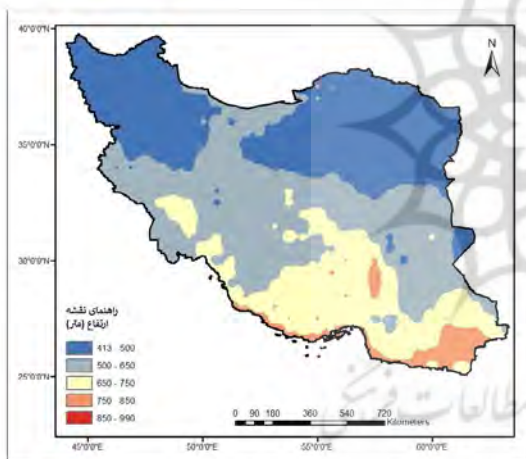 40°0'0"N
N
35°0'0"N
30°0'0"N
25°0'0"N
راهنمای نقشه
ارتفاع (متر)
413 - 500
500 - 650
650 - 750
750 - 850
850 - 990
0 90 180 360 540 720
Kilometers
45°0'0"E 50°0'0"E 55°0'0"E 60°0'0"E
مطالعات فرهنگی